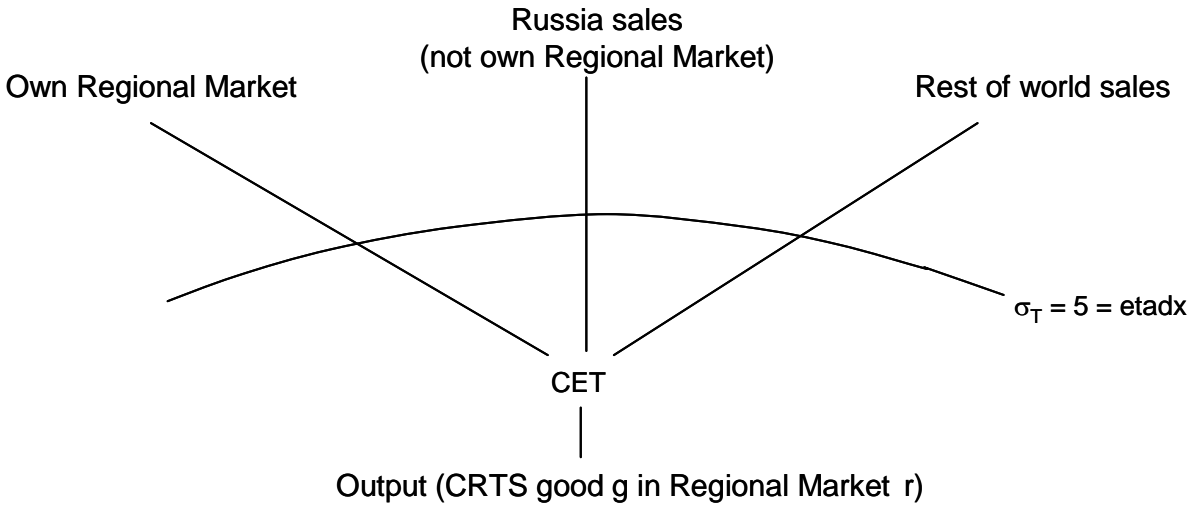 Russia sales
(not own Regional Market)
Own Regional Market
Rest of world sales
σT = 5 = etadx
CET
Output (CRTS good g in Regional Market r)